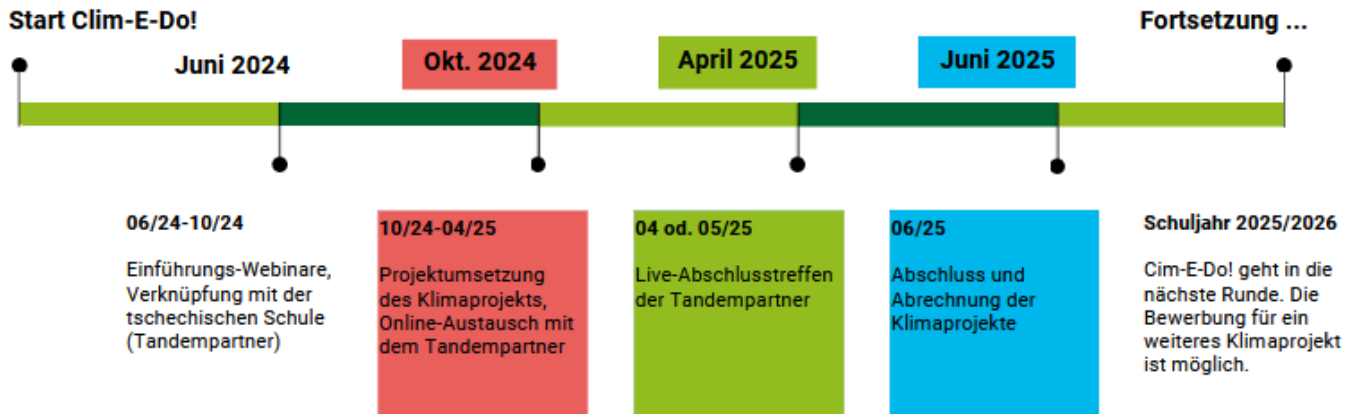 Start Clim-E-Do!
Fortsetzung ...
Juni 2024
Okt. 2024
April 2025
Juni 2025
06/24-10/24
Einführungs-Webinare,
Verknüpfung mit der
tschechischen Schule
(Tandempartner)
10/24-04/25
Projektumsetzung
des Klimaprojekts,
Online-Austausch mit
dem Tandempartner
04 od. 05/25
Live-Abschlusstreffen
der Tandempartner
06/25
Abschluss und
Abrechnung der
Klimaprojekte
Schuljahr 2025/2026
Cim-E-Do! geht in die
nächste Runde. Die
Bewerbung für ein
weiteres Klimaprojekt
ist möglich.